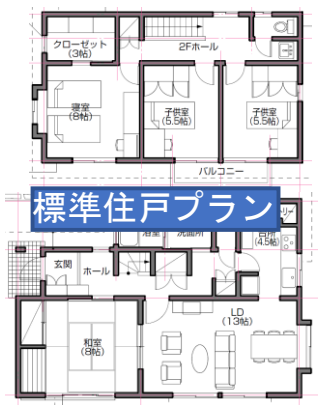 クローゼット
（3帖）
2Fホール
寝室
（8帖）
子供室
（5.5帖）
子供室
（5.5帖）
バルコニー
標準住戸プラン
浴室
洗面所
台所
（4.5帖）
玄関
ホール
和室
（8帖）
LD
（13帖）